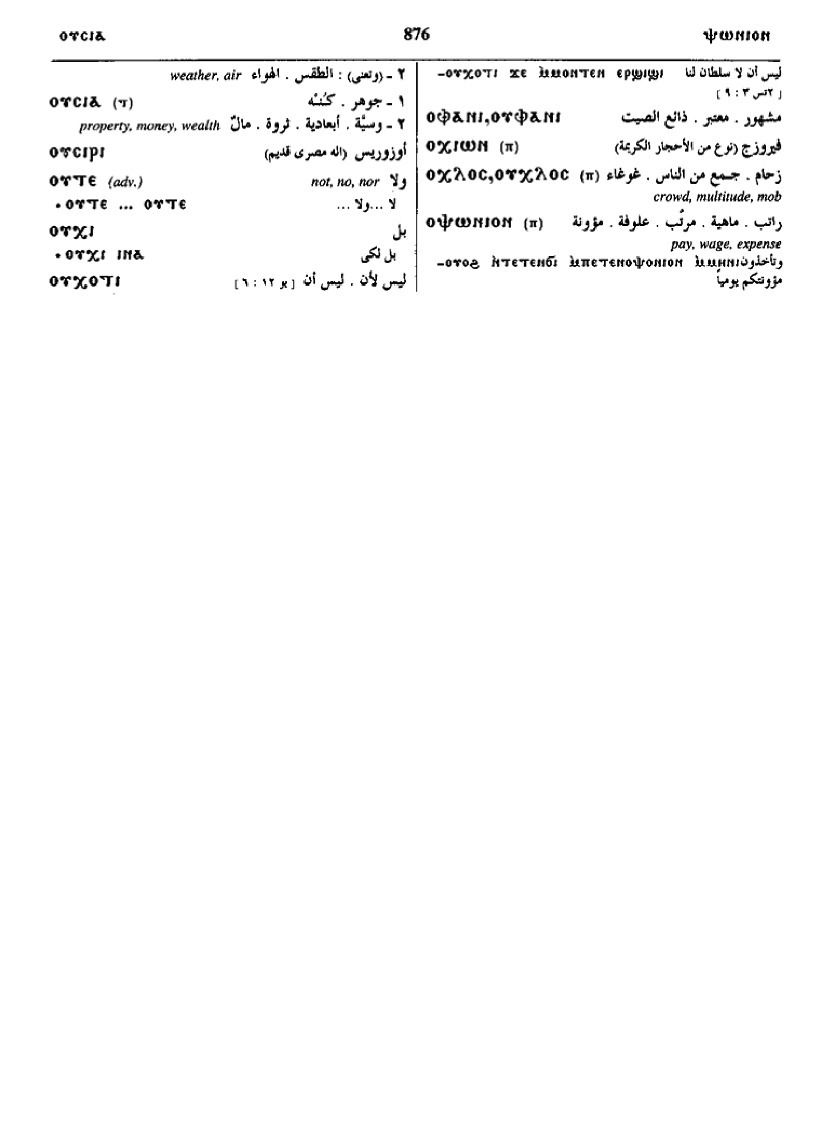 ⲟⲩⲥⲓⲁ 876 ⲯⲱⲛⲓⲟⲛ
٢ - (وتعنى) : الطقس . الهواء weather, air
ⲟⲩⲥⲓⲁ (ϯ) ١ - جوهر . كُنْه
٢ - وسيَّة . أبعادية . ثروة . مالٌ property, money, wealth
ⲟⲩⲥⲓⲣⲓ أوزوريس (اله مصرى قديم)
ⲟⲩⲧⲉ (adv.) ولا not, no, nor
• ⲟⲩⲧⲉ ... ⲟⲩⲧⲉ لا ...ولا ...
ⲟⲩⲭⲓ بل
• ⲟⲩⲭⲓ ⲓⲛⲁ بل لكى
ⲟⲩⲭⲟⲧⲓ ليس لأن . ليس أن [ يو ١٢ : ٦ ]
-ⲟⲩⲭⲟⲧⲓ ϫⲉ ⲙ̀ⲙⲟⲛⲧⲉⲛ ⲉⲣϣⲓϣⲓ ليس أن لا سلطان لنا
[ ٢تس ٣ : ٩ ]
ⲟⲫⲁⲛⲓ,ⲟⲩⲫⲁⲛⲓ مشهور . معتبر . ذائع الصيت
ⲟⲭⲓⲱⲛ (ⲡ) فيروزج (نوع من الأحجار الكريمة)
ⲟⲭⲗⲟⲥ,ⲟⲩⲭⲗⲟⲥ (ⲡ) زحام . جمع من الناس . غوغاء
crowd, multitude, mob
ⲟⲯⲱⲛⲓⲟⲛ (ⲡ) راتب . ماهية . مرتَّب . علوفة . مؤونة
pay, wage, expense
-ⲟⲩⲟϩ ⲛ̀ⲧⲉⲧⲉⲛϭⲓ ⲙ̀ⲡⲉⲧⲉⲛⲟⲯⲟⲛⲓⲟⲛ ⲙ̀ⲙⲏⲛⲓ وتأخذون
مؤونتكم يومياً